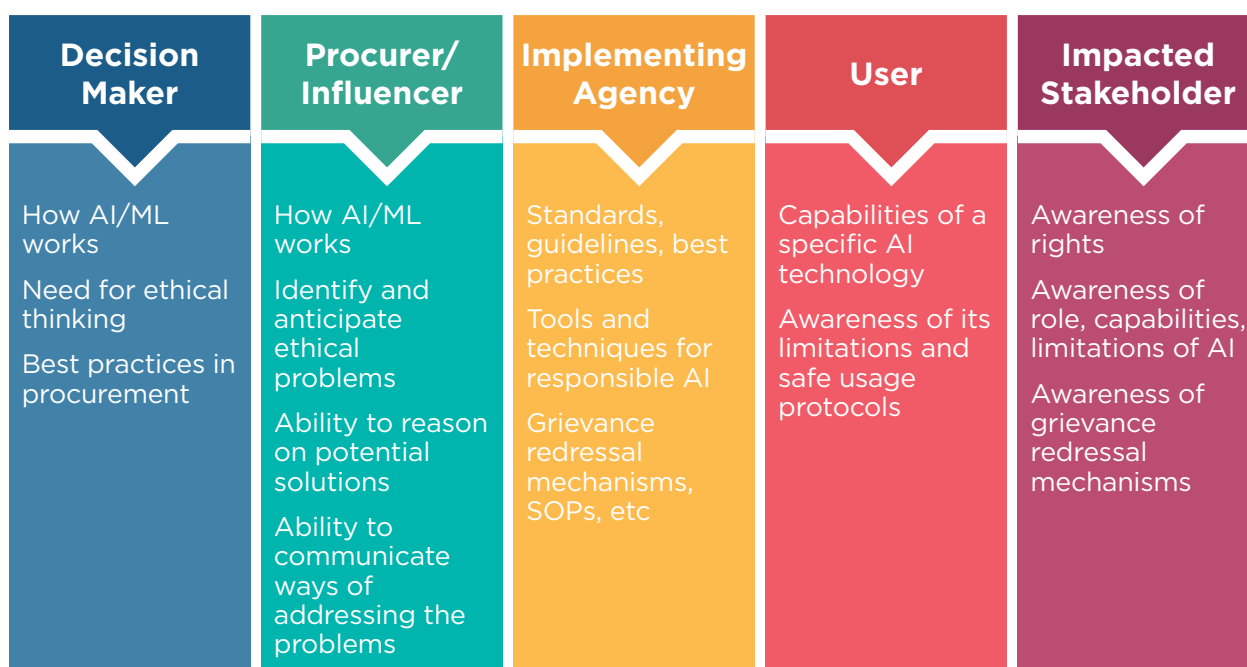 Decision
Maker
How AI/ML
works
Need for ethical
thinking
Best practices in
procurement
Procurer/
Influencer
How AI/ML
works
Identify and
anticipate
ethical
problems
Ability to reason
on potential
solutions
Ability to
communicate
ways of
addressing the
problems
Implementing
Agency
Standards,
guidelines, best
practices
Tools and
techniques for
responsible AI
Grievance
redressal
mechanisms,
SOPs, etc
User
Capabilities of a
specific AI
technology
Awareness of its
limitations and
safe usage
protocols
Impacted
Stakeholder
Awareness of
rights
Awareness of
role, capabilities,
limitations of AI
Awareness of
grievance
redressal
mechanisms